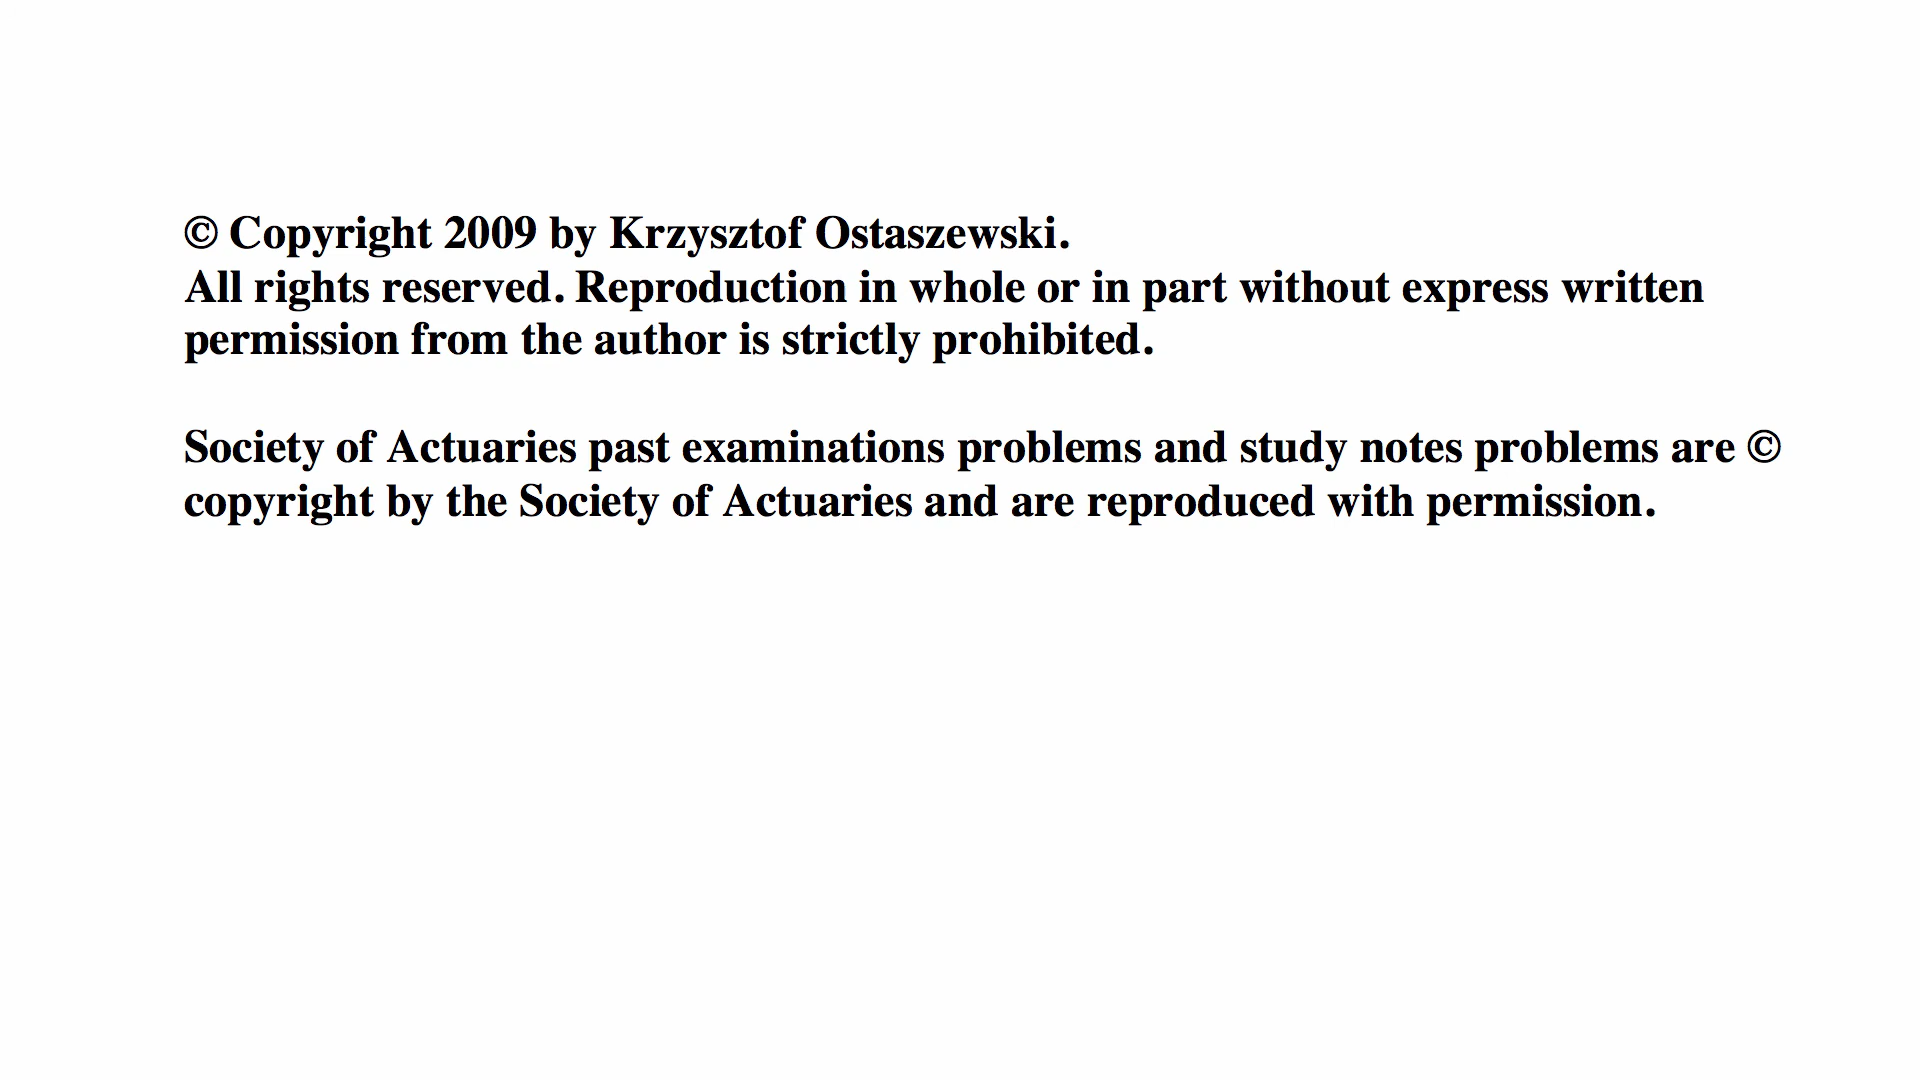 © Copyright 2009 by Krzysztof Ostaszewski.
All rights reserved. Reproduction in whole or in part without express written
permission from the author is strictly prohibited.
Society of Actuaries past examinations problems and study notes problems are ©
copyright by the Society of Actuaries and are reproduced with permission.